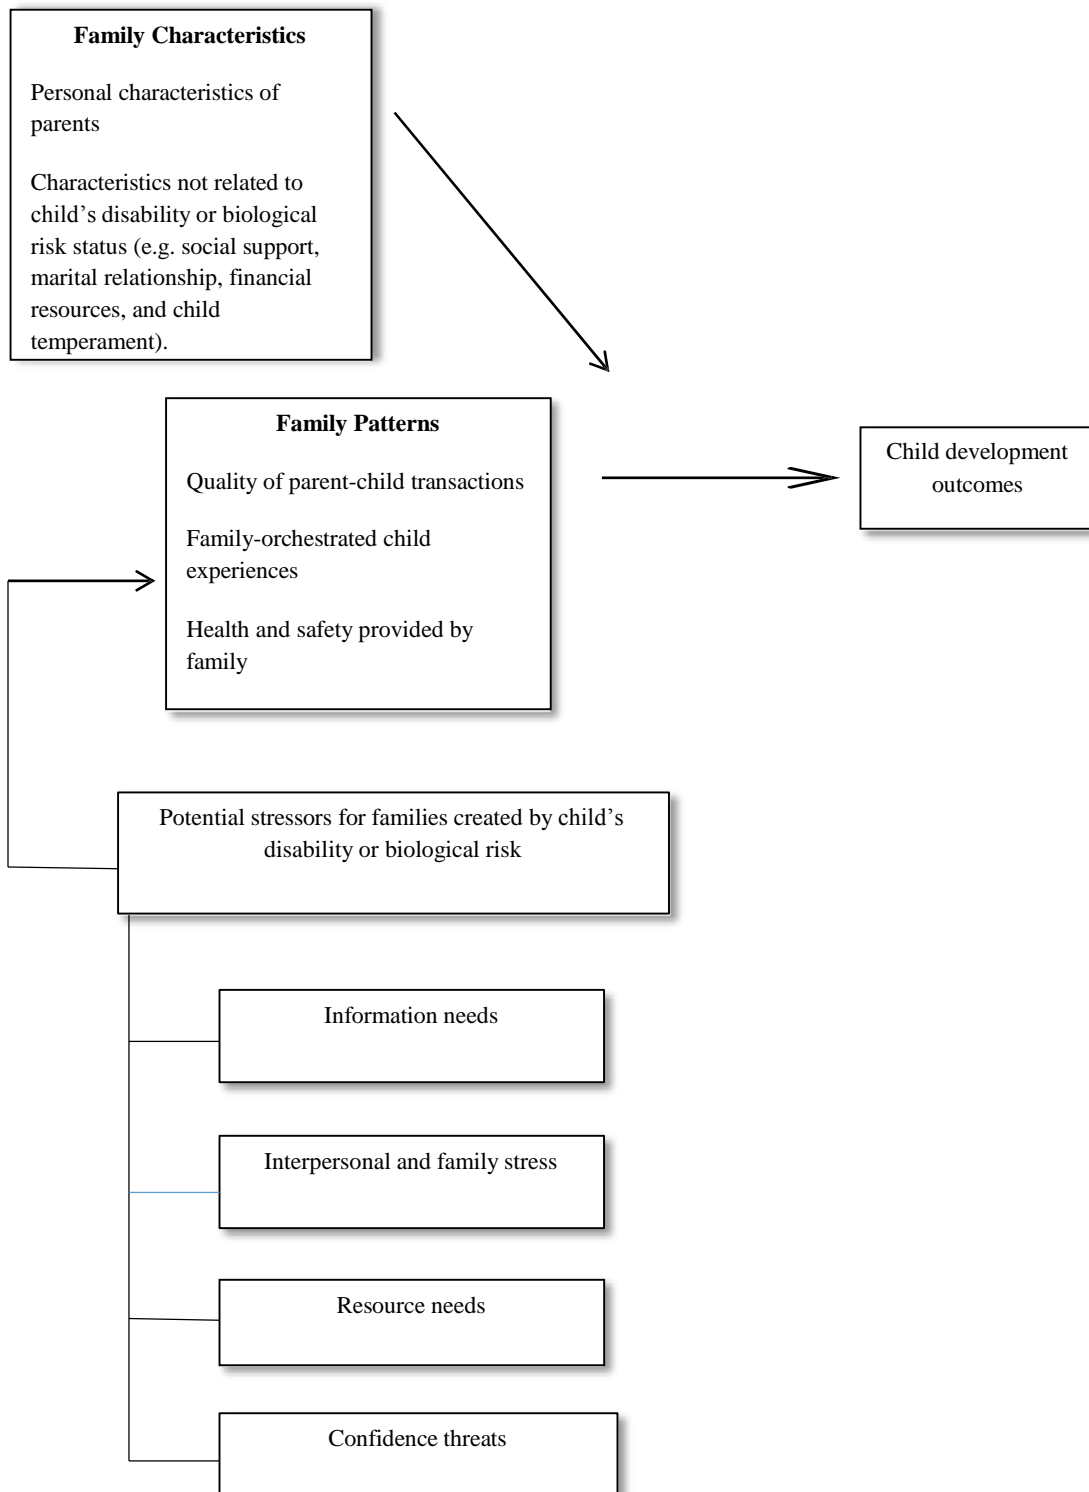 Family Characteristics
Personal characteristics of
parents
Characteristics not related to
child’s disability or biological
risk status (e.g. social support,
marital relationship, financial
resources, and child
temperament).
Family Patterns
Quality of parent-child transactions
Family-orchestrated child
experiences
Health and safety provided by
family
Child development
outcomes
Potential stressors for families created by child’s
disability or biological risk
Information needs
Interpersonal and family stress
Resource needs
Confidence threats